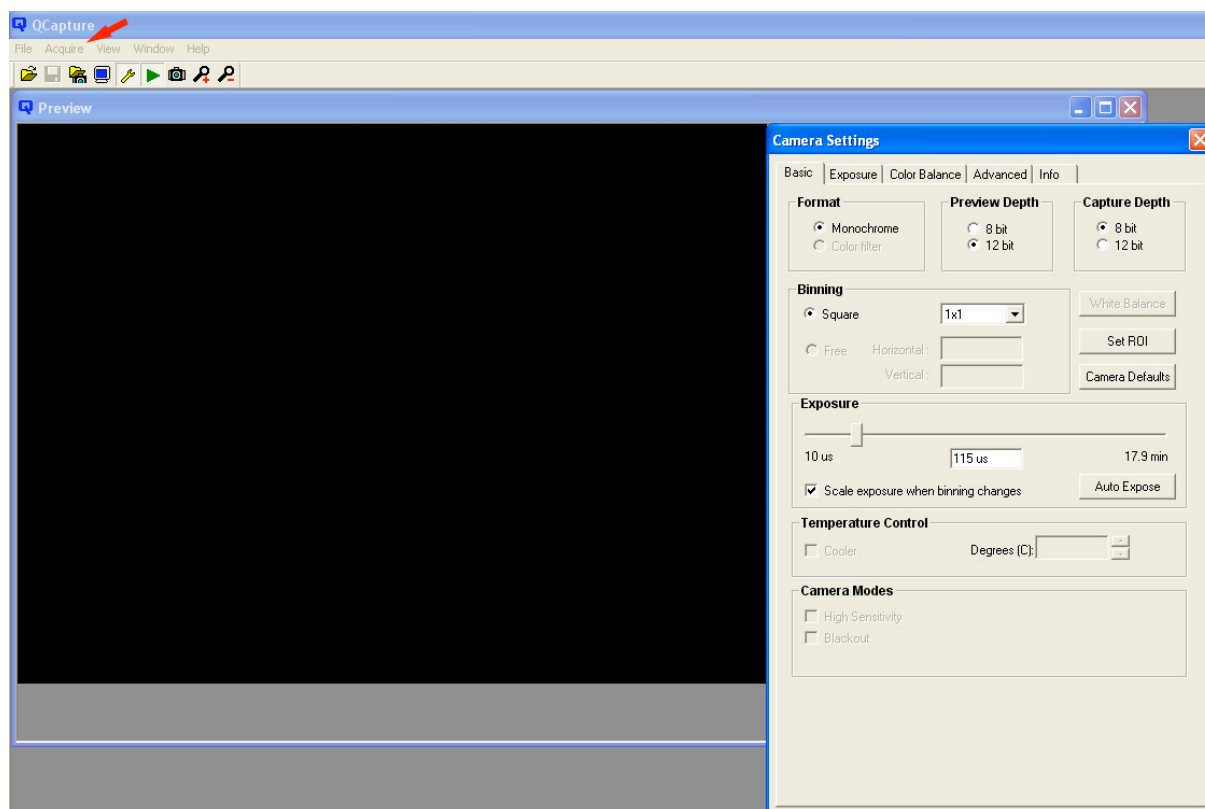 QCapture
File Acquire View Window Help
Preview
Camera Settings
Basic Exposure Color Balance Advanced Info
Format Preview Depth Capture Depth
Monochrome 8 bit 8 bit
Color filter 12 bit 12 bit
Binning
Square 1x1 White Balance
Free Horizontal : Set ROI
Vertical : Camera Defaults
Exposure
10 us 115 us 17.9 min
Scale exposure when binning changes Auto Expose
Temperature Control
Cooler Degrees (C):
Camera Modes
High Sensitivity
Blackout